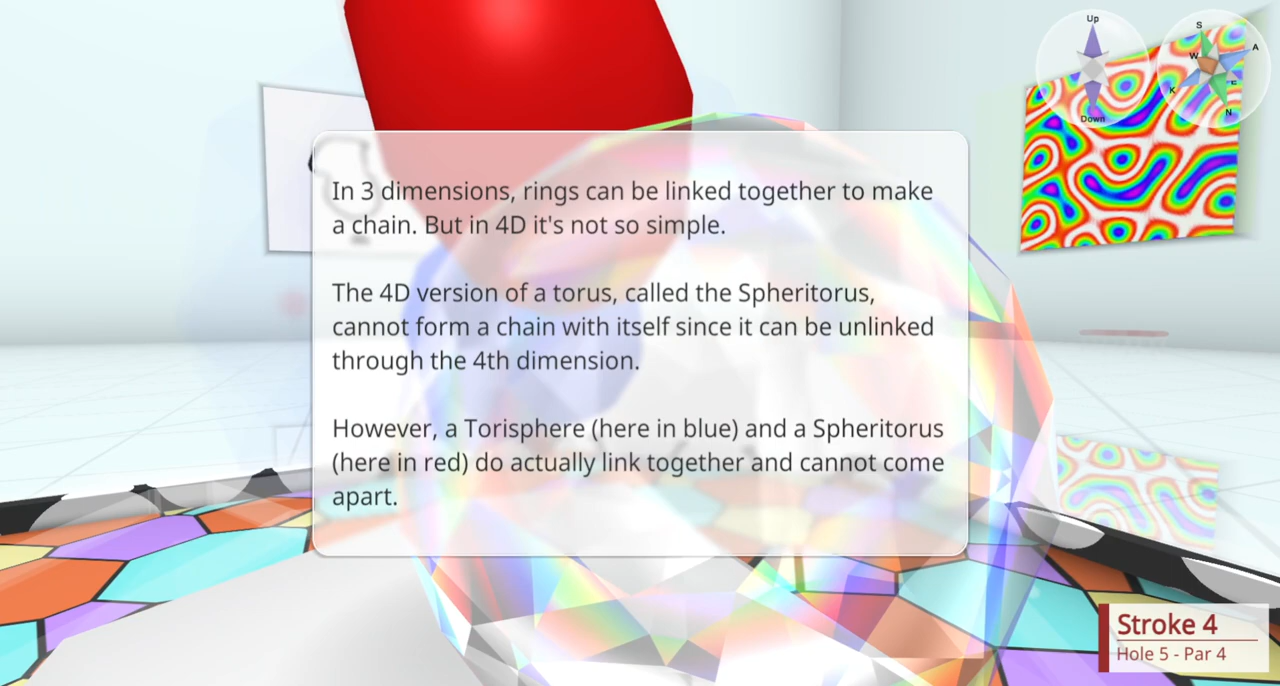 Up
Down
S
A
W
E
K
N
In 3 dimensions, rings can be linked together to make
a chain. But in 4D it's not so simple.
The 4D version of a torus, called the Spheritorus,
cannot form a chain with itself since it can be unlinked
through the 4th dimension.
However, a Torisphere (here in blue) and a Spheritorus
(here in red) do actually link together and cannot come
apart.
Stroke 4
Hole 5 - Par 4